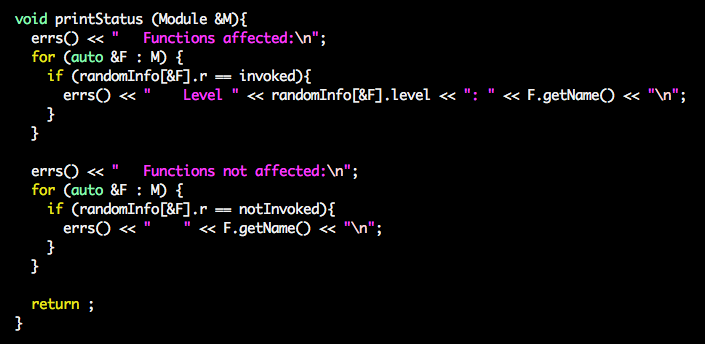 void printStatus (Module &M){
  errs() << "   Functions affected:\n";
  for (auto &F : M) {
    if (randomInfo[&F].r == invoked){
      errs() << "    Level " << randomInfo[&F].level << ": " << F.getName() << "\n";
    }
  }

  errs() << "   Functions not affected:\n";
  for (auto &F : M) {
    if (randomInfo[&F].r == notInvoked){
      errs() << "    " << F.getName() << "\n";
    }
  }

  return ;
}